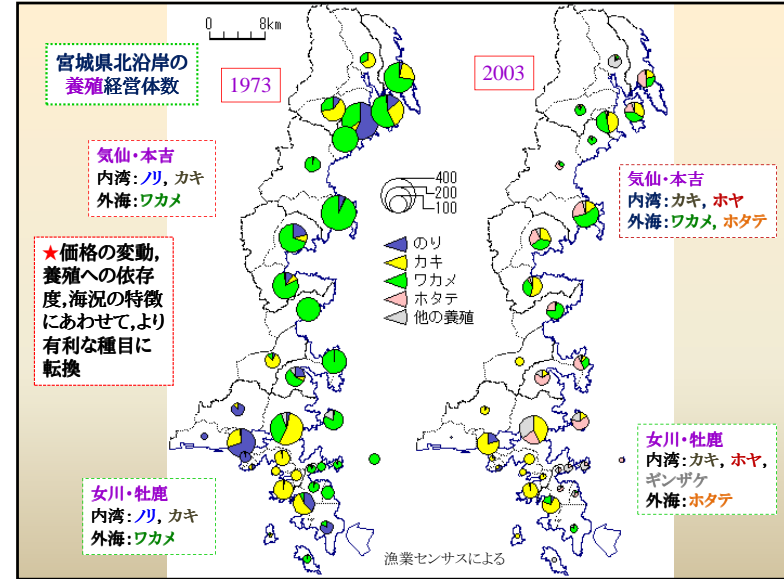 0 8km
宮城県北沿岸の
養殖経営体数
1973
2003
気仙・本吉
内湾：ノリ，カキ
外海：ワカメ
400
200
100
気仙・本吉
内湾：カキ，ホヤ
外海：ワカメ，ホタテ
のり
カキ
ワカメ
ホタテ
他の養殖
★価格の変動，
養殖への依存
度，海況の特徴
にあわせて，より
有利な種目に
転換
女川・牡鹿
内湾：ノリ，カキ
外海：ワカメ
女川・牡鹿
内湾：カキ，ホヤ，
ギンザケ
外海：ホタテ
漁業センサスによる